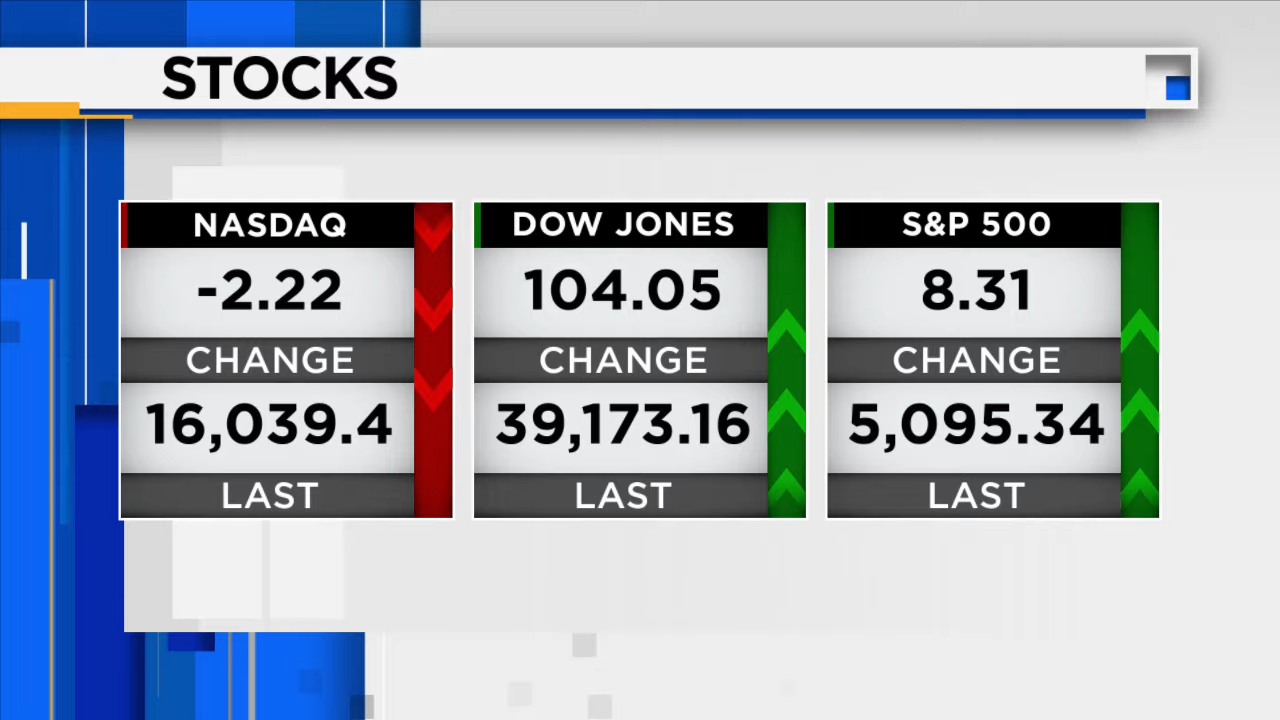 STOCKS
NASDAQ
-2.22
CHANGE
16,039.4
LAST
DOW JONES
104.05
CHANGE
39,173.16
LAST
S&P 500
8.31
CHANGE
5,095.34
LAST